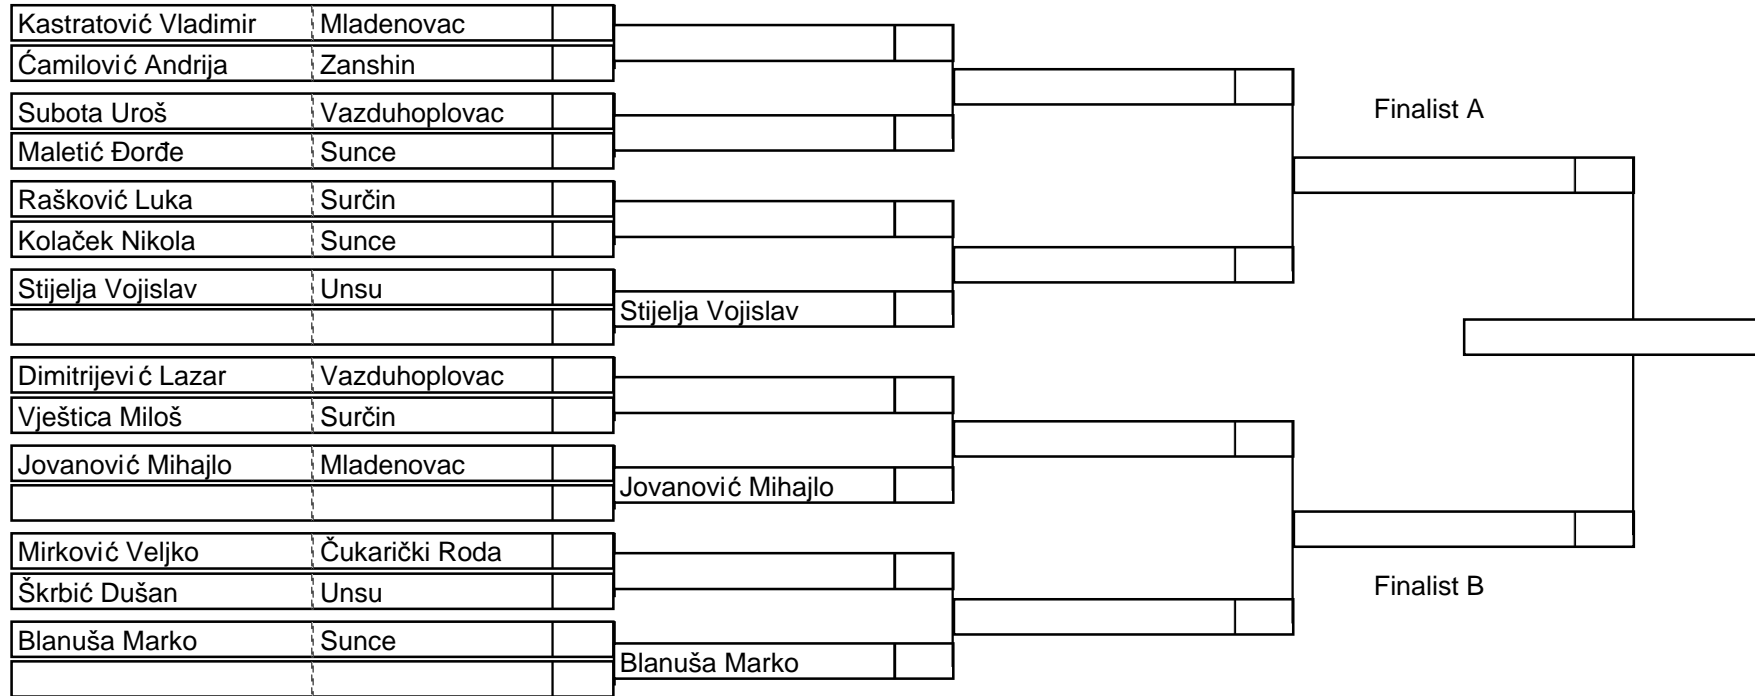 Kastratović Vladimir Mladenovac
Ćamilović Andrija Zanshin
Subota Uroš Vazduhoplovac
Finalist A
Maletić Đorđe Sunce
Rašković Luka Surčin
Kolaček Nikola Sunce
Stijelja Vojislav Unsu
Stijelja Vojislav
Dimitrijević Lazar Vazduhoplovac
Vještica Miloš Surčin
Jovanović Mihajlo Mladenovac
Jovanović Mihajlo
Mirković Veljko Čukarički Roda
Škrbić Dušan Unsu
Finalist B
Blanuša Marko Sunce
Blanuša Marko